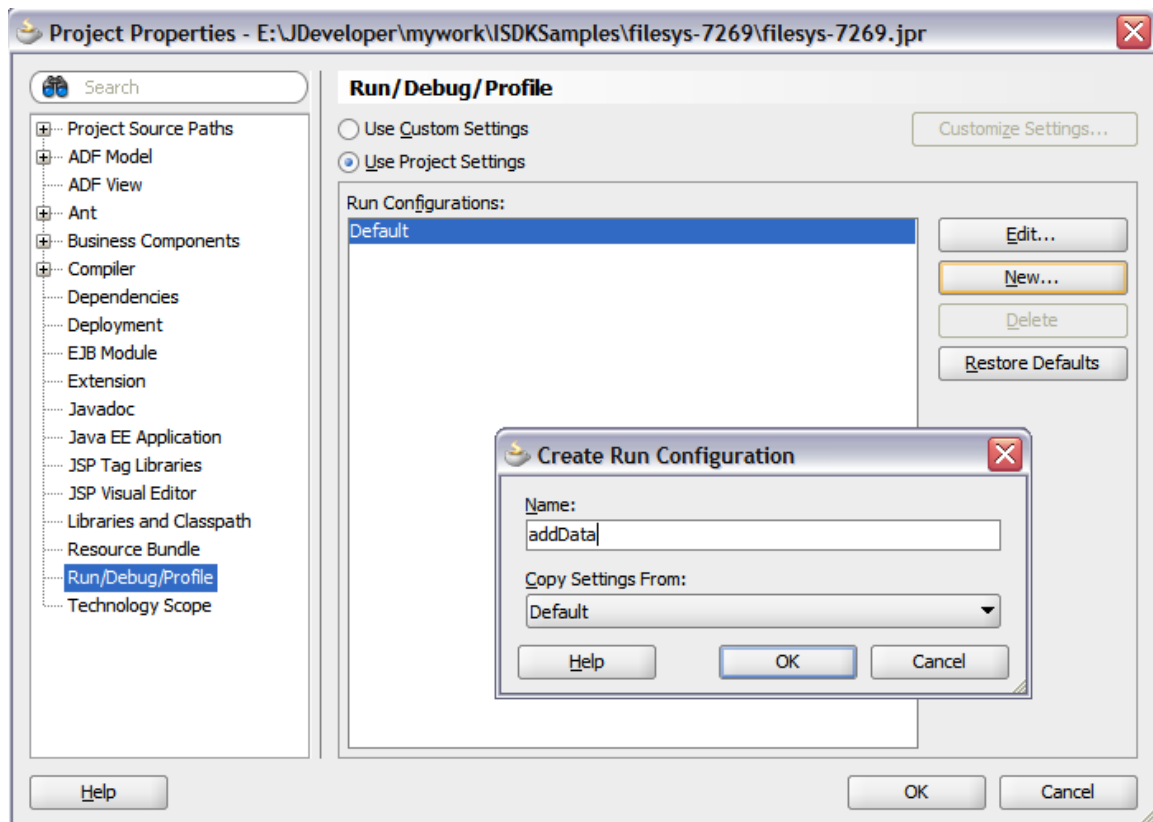 Project Properties - E:\JDeveloper\mywork\ISDKSamples\filesys-7269\filesys-7269.jpr
Search
Project Source Paths
ADF Model
ADF View
Ant
Business Components
Compiler
Dependencies
Deployment
EJB Module
Extension
Javadoc
Java EE Application
JSP Tag Libraries
JSP Visual Editor
Libraries and Classpath
Resource Bundle
Run/Debug/Profile
Technology Scope
Run/Debug/Profile
Use Custom Settings
Customize Settings...
Use Project Settings
Run Configurations:
Default
Edit...
New...
Delete
Restore Defaults
Create Run Configuration
Name:
addData
Copy Settings From:
Default
Help OK Cancel
Help OK Cancel